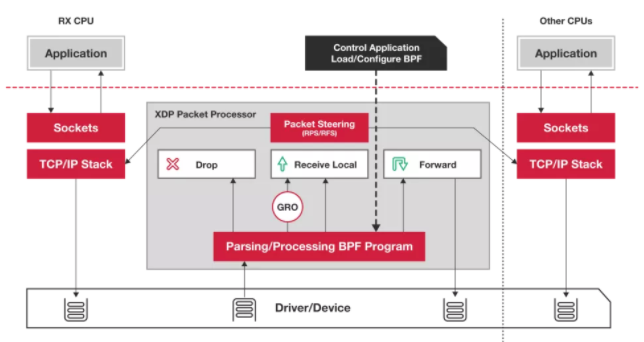 RX CPU
Other CPUs
Application
Control Application
Load/Configure BPF
Application
Sockets
XDP Packet Processor
Packet Steering
(RPS/RFS)
Sockets
TCP/IP Stack
Drop
Receive Local
Forward
TCP/IP Stack
GRO
Parsing/Processing BPF Program
Driver/Device